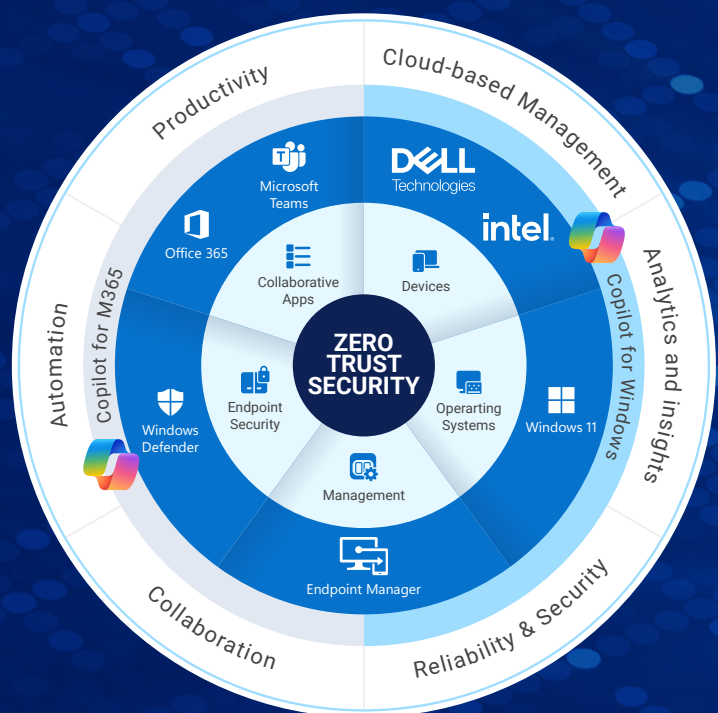 Productivity
Cloud-based Management
Analytics and insights
Reliability & Security
Collaboration
Automation
Copilot for M365
Copilot for Windows
Microsoft
Teams
Office 365
DELL
Technologies
intel.
Windows 11
Endpoint Manager
Windows
Defender
Collaborative
Apps
Devices
Operarting
Systems
Management
Endpoint
Security
ZERO
TRUST
SECURITY